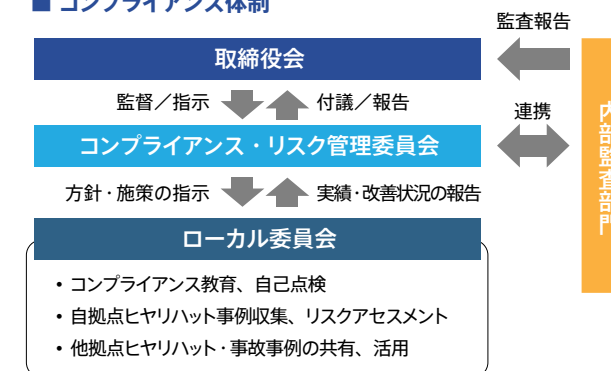 ■ コンプライアンス体制
監査報告
取締役会
監督／指示 付議／報告
連携
コンプライアンス・リスク管理委員会
内部監査部門
方針・施策の指示 実績・改善状況の報告
ローカル委員会
• コンプライアンス教育、自己点検
• 自拠点ヒヤリハット事例収集、リスクアセスメント
• 他拠点ヒヤリハット・事故事例の共有、活用